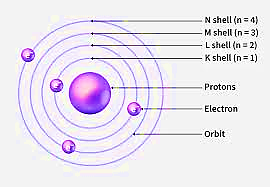 N shell (n = 4)
M shell (n = 3)
L shell (n = 2)
K shell (n = 1)
Protons
Electron
Orbit